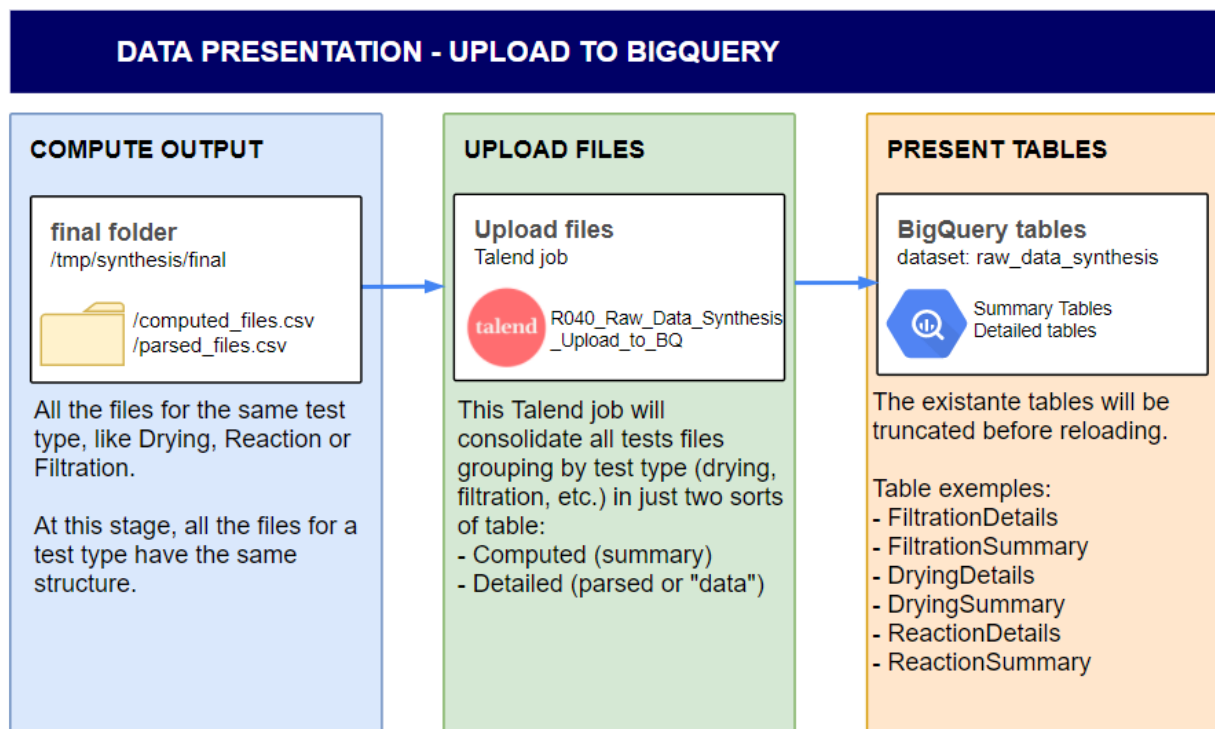 DATA PRESENTATION - UPLOAD TO BIGQUERY
COMPUTE OUTPUT
final folder
/tmp/synthesis/final
/computed_files.csv
/parsed_files.csv
All the files for the same test
type, like Drying, Reaction or
Filtration.
At this stage, all the files for a
test type have the same
structure.
UPLOAD FILES
Upload files
Talend job
talend
R040_Raw_Data_Synthesis
_Upload_to_BQ
This Talend job will
consolidate all tests files
grouping by test type (drying,
filtration, etc.) in just two sorts
of table:
- Computed (summary)
- Detailed (parsed or "data")
PRESENT TABLES
BigQuery tables
dataset: raw_data_synthesis
Summary Tables
Detailed tables
The existante tables will be
truncated before reloading.
Table exemples:
- FiltrationDetails
- FiltrationSummary
- DryingDetails
- DryingSummary
- ReactionDetails
- ReactionSummary